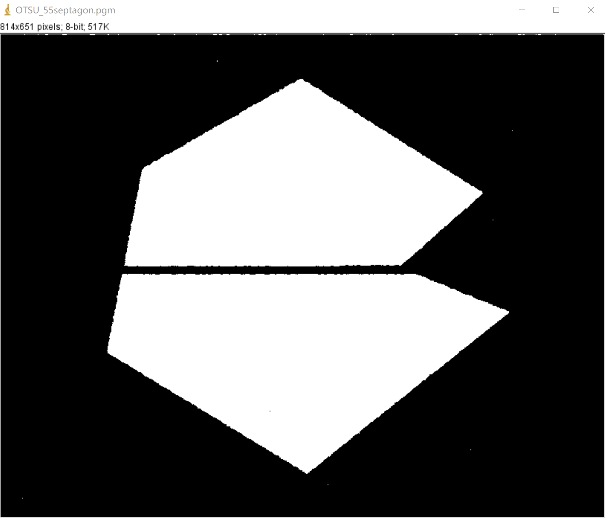 OTSU_55septagon.pgm
814x651 pixels; 8-bit; 517K